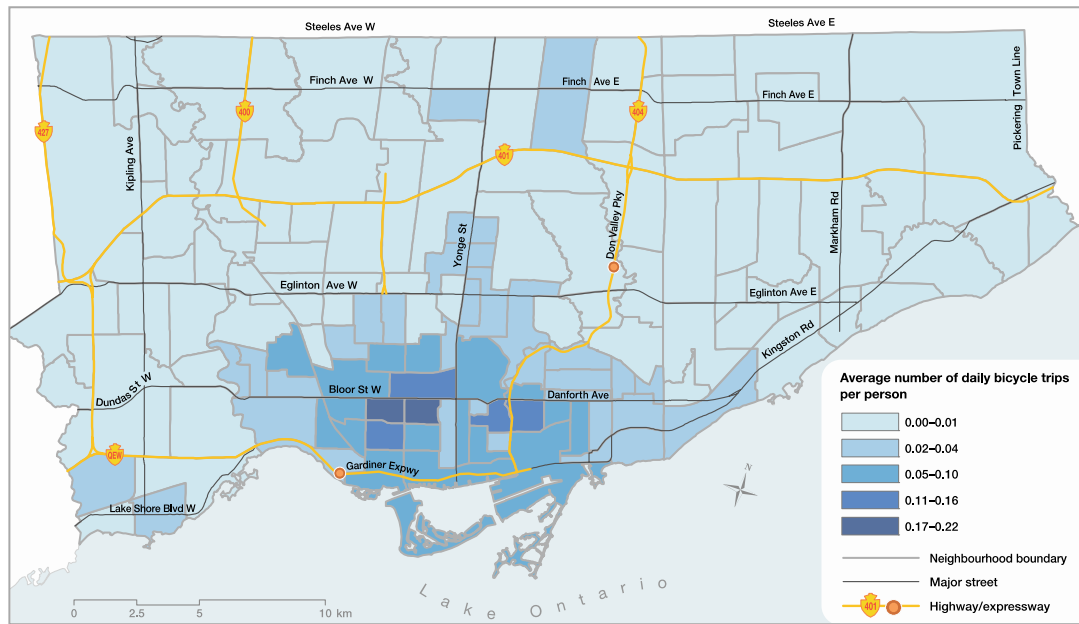 Steeles Ave W
Steeles Ave E
Finch Ave W
Finch Ave E
Finch Ave E
Pickering Town Line
427
400
404
401
Kipling Ave
Yonge St
Don Valley Pky
Markham Rd
Eglinton Ave W
Eglinton Ave E
Kingston Rd
Dundas St W
Bloor St W
Danforth Ave
QEW
Gardiner Expwy
Lake Shore Blvd W
N
Lake Ontario
0 2.5 5 10 km
Average number of daily bicycle trips
per person
0.00–0.01
0.02–0.04
0.05–0.10
0.11–0.16
0.17–0.22
Neighbourhood boundary
Major street
401 Highway/expressway